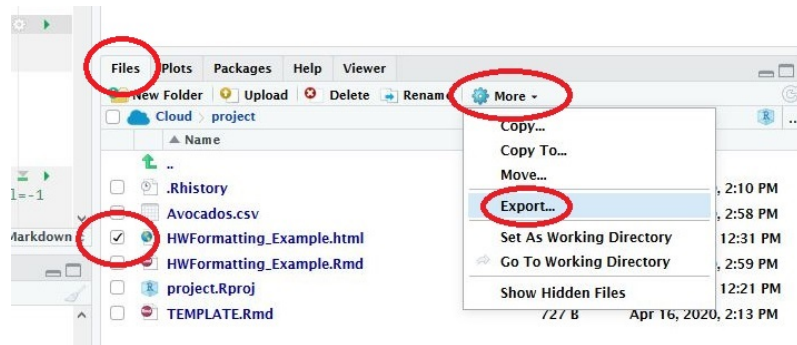 Files Plots Packages Help Viewer
New Folder Upload Delete Rename More
Cloud > project
Name
Copy...
Copy To...
..
Move...
.Rhistory , 2:10 PM
l=-1
Avocados.csv Export... , 2:58 PM
Markdown
HWFormatting_Example.html Set As Working Directory 12:31 PM
HWFormatting_Example.Rmd Go To Working Directory , 2:59 PM
project.Rproj Show Hidden Files 12:21 PM
TEMPLATE.Rmd 727 B Apr 16, 2020, 2:13 PM